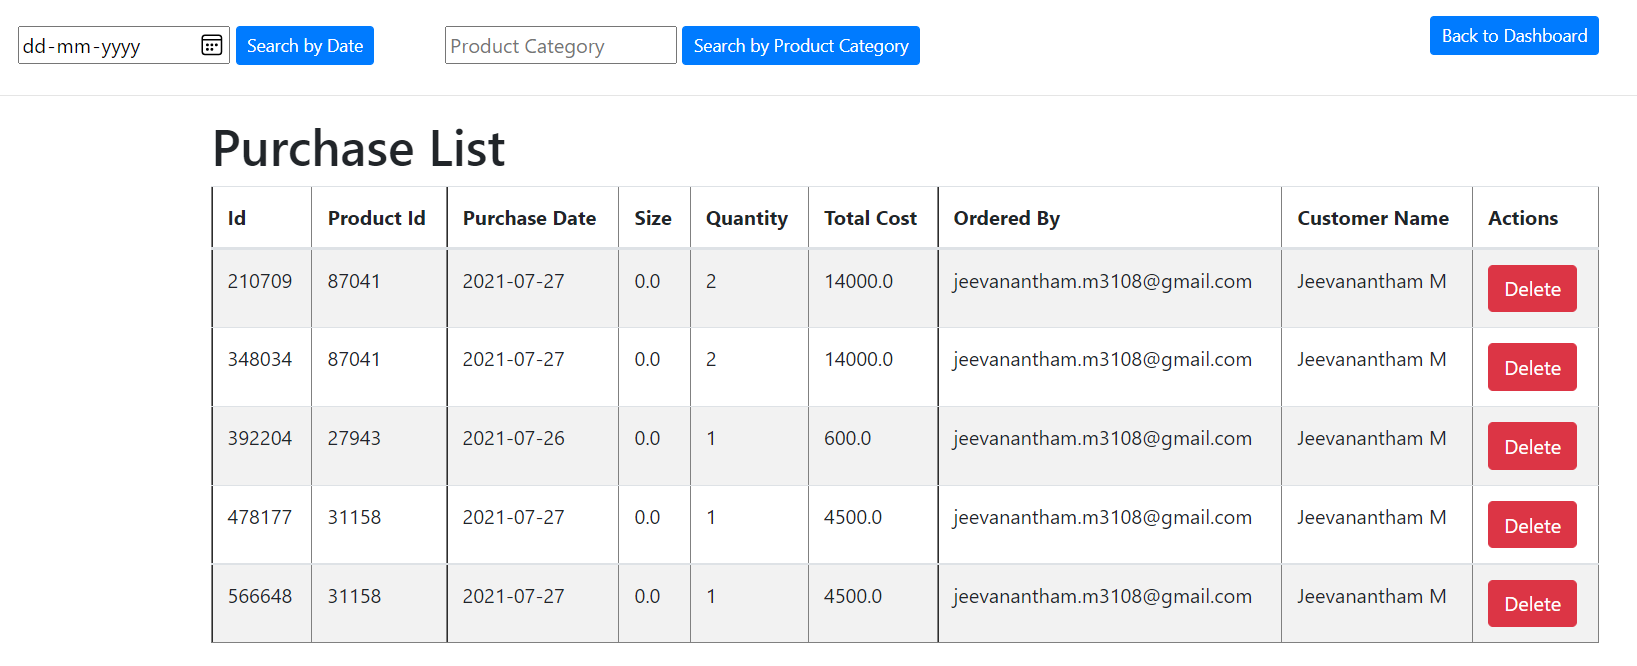 dd-mm-yyyy Search by Date Product Category Search by Product Category Back to Dashboard
Purchase List
Id Product Id Purchase Date Size Quantity Total Cost Ordered By Customer Name Actions
210709 87041 2021-07-27 0.0 2 14000.0 jeevanantham.m3108@gmail.com Jeevanantham M Delete
348034 87041 2021-07-27 0.0 2 14000.0 jeevanantham.m3108@gmail.com Jeevanantham M Delete
392204 27943 2021-07-26 0.0 1 600.0 jeevanantham.m3108@gmail.com Jeevanantham M Delete
478177 31158 2021-07-27 0.0 1 4500.0 jeevanantham.m3108@gmail.com Jeevanantham M Delete
566648 31158 2021-07-27 0.0 1 4500.0 jeevanantham.m3108@gmail.com Jeevanantham M Delete